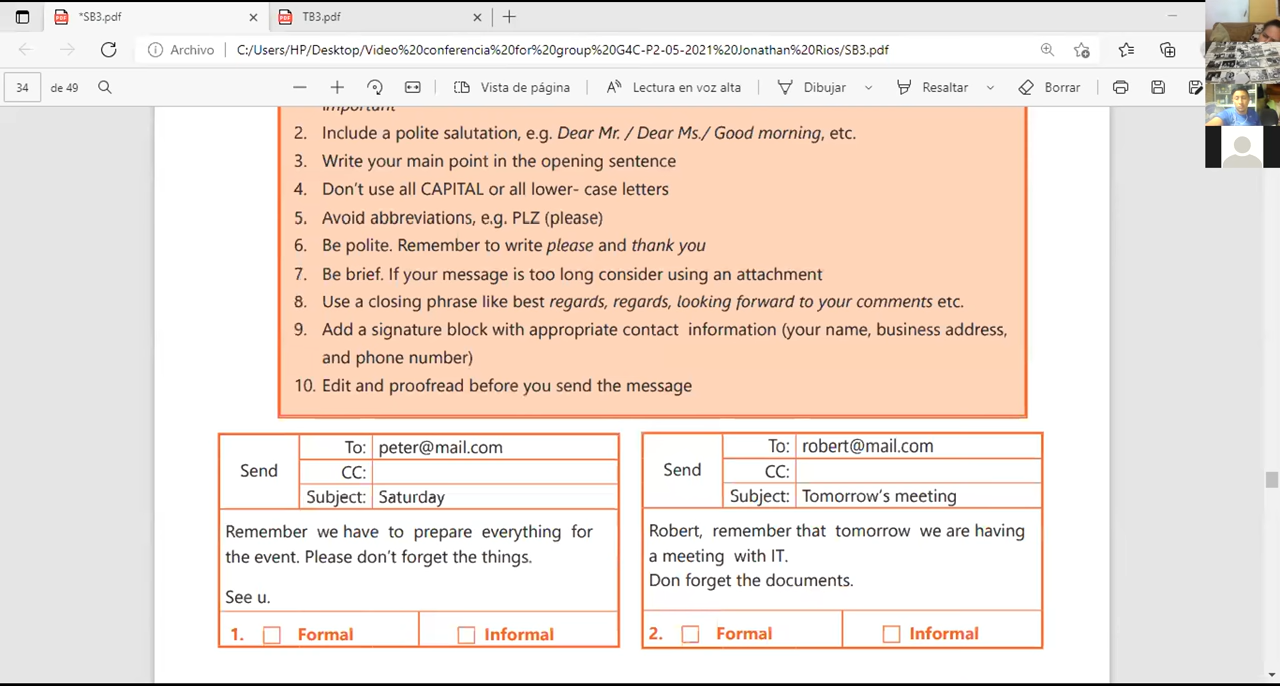 *SB3.pdf
TB3.pdf
Archivo C:/Users/HP/Desktop/Video%20conferencia%20for%20group%20G4C-P2-05-2021%20Jonathan%20Rios/SB3.pdf
34 de 49 Vista de página Lectura en voz alta Dibujar Resaltar Borrar
important
2. Include a polite salutation, e.g. Dear Mr. / Dear Ms./ Good morning, etc.
3. Write your main point in the opening sentence
4. Don't use all CAPITAL or all lower- case letters
5. Avoid abbreviations, e.g. PLZ (please)
6. Be polite. Remember to write please and thank you
7. Be brief. If your message is too long consider using an attachment
8. Use a closing phrase like best regards, regards, looking forward to your comments etc.
9. Add a signature block with appropriate contact information (your name, business address,
and phone number)
10. Edit and proofread before you send the message
Send
To: peter@mail.com
CC:
Subject: Saturday
Remember we have to prepare everything for
the event. Please don't forget the things.
See u.
1. Formal Informal
Send
To: robert@mail.com
CC:
Subject: Tomorrow's meeting
Robert, remember that tomorrow we are having
a meeting with IT.
Don forget the documents.
2. Formal Informal